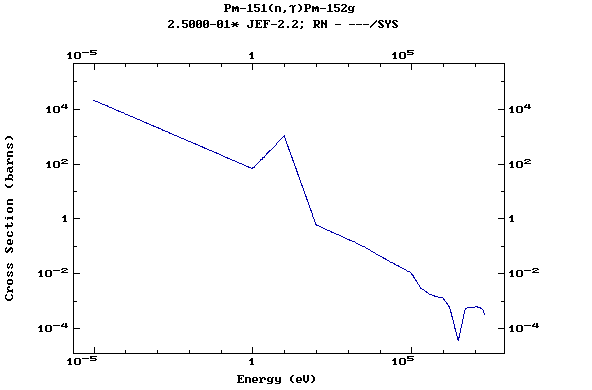 Pm-151(n,γ)Pm-152g
2.5000-01* JEF-2.2; RN - ---/SYS
10⁻⁵ 10⁵
10⁴ 10⁴
10² 10²
1 1
10⁻² 10⁻²
10⁻⁴ 10⁻⁴
10⁻⁵ 1 10⁵
Cross Section (barns)
Energy (eV)